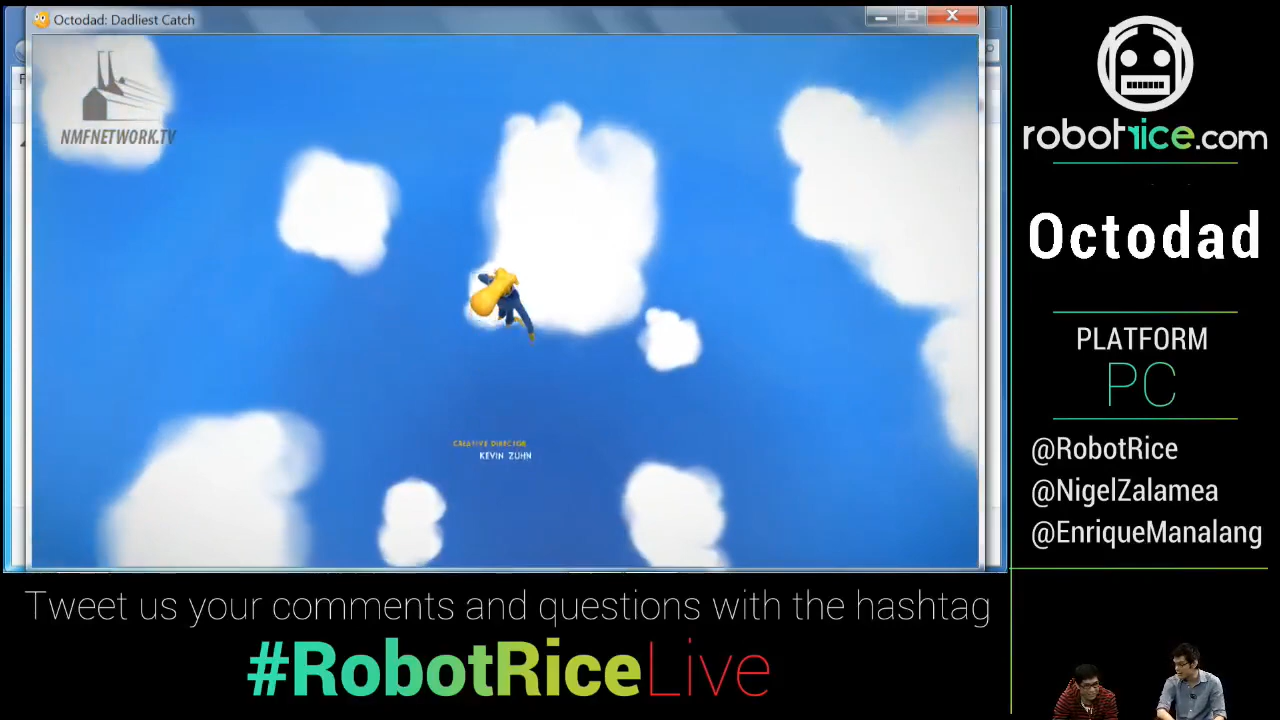 Octodad: Dadliest Catch
NMFNETWORK.TV
CREATIVE DIRECTOR
KEVIN ZUHN
robotrice.com
Octodad
PLATFORM
PC
@RobotRice
@NigelZalamea
@EnriqueManalang
Tweet us your comments and questions with the hashtag
#RobotRiceLive